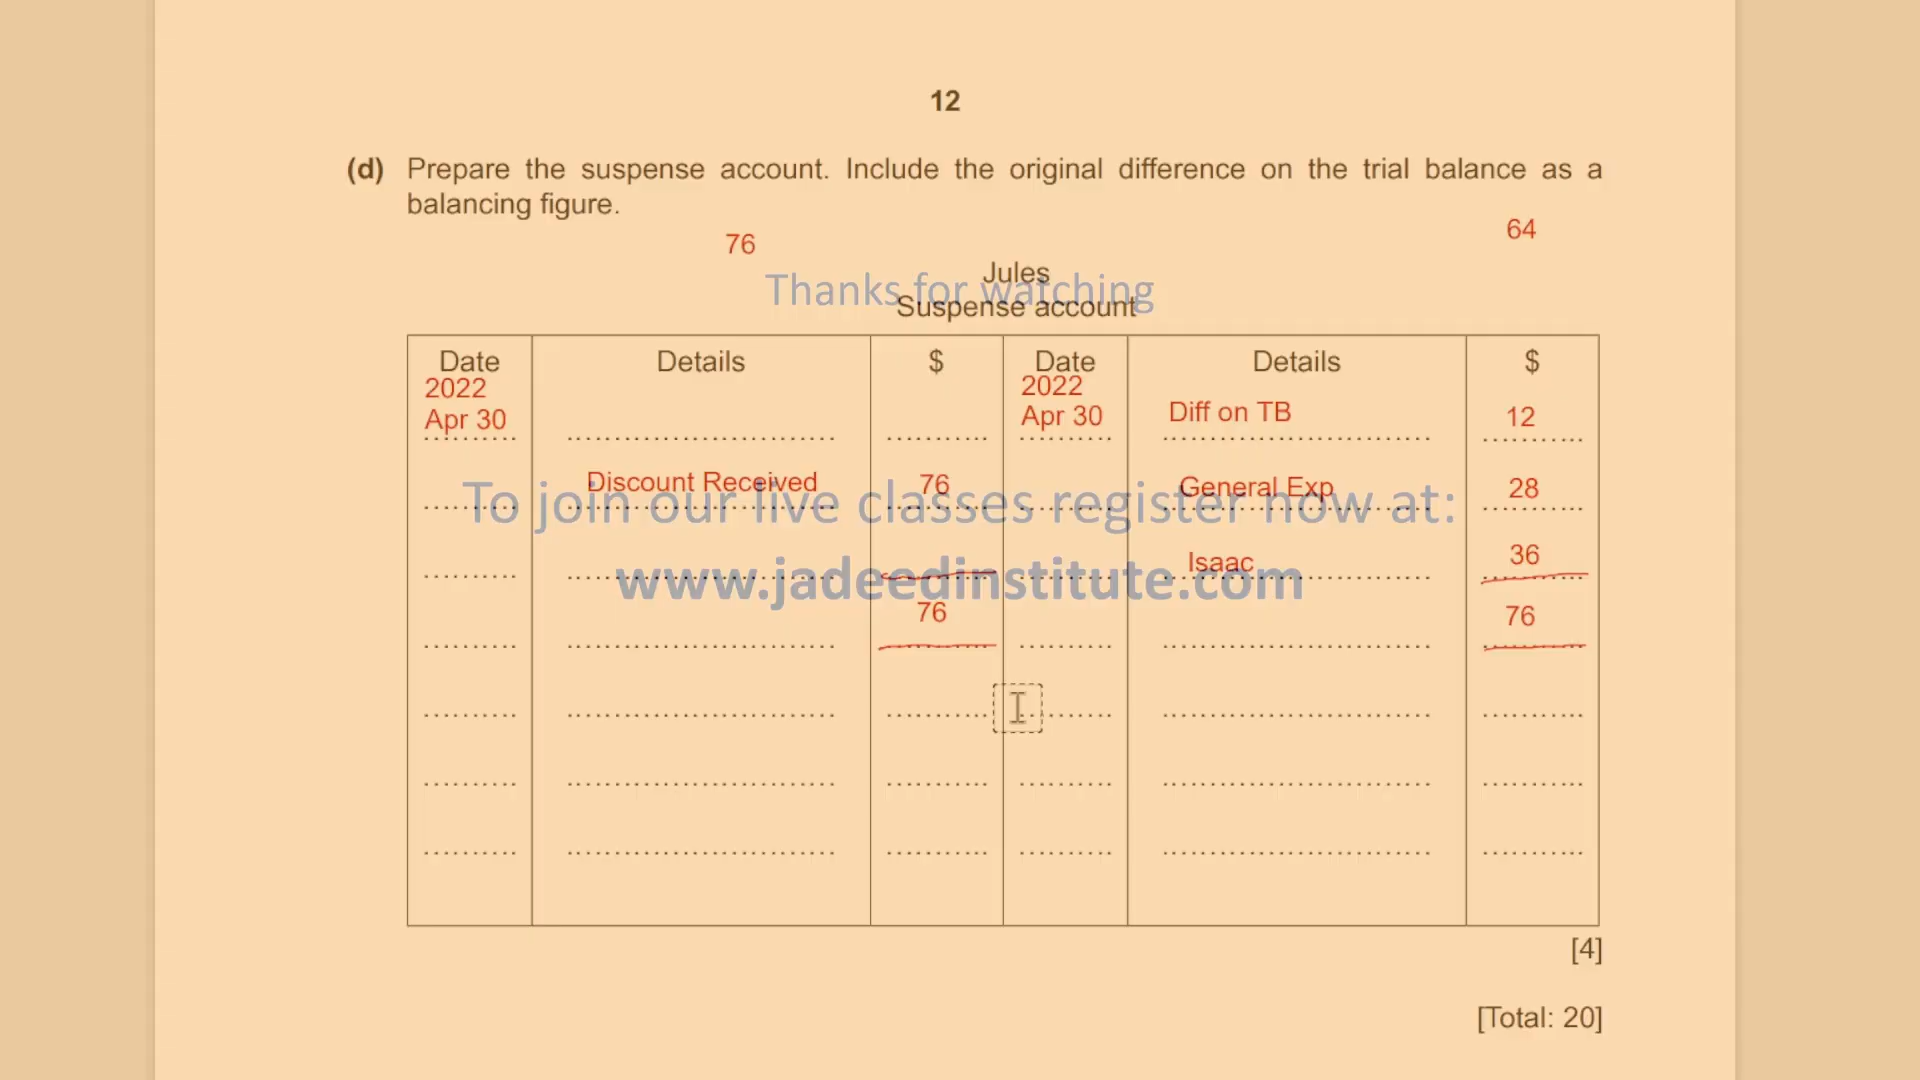 12
(d) Prepare the suspense account. Include the original difference on the trial balance as a
balancing figure.
76 64
Jules
Thanks for watching
Suspense account
Date Details $ Date Details $
2022 2022
Apr 30 Apr 30 Diff on TB 12
Discount Received 76 General Exp 28
To join our live classes register now at:
Isaac 36
www.jadeedinstitute.com
76 76
[4]
[Total: 20]